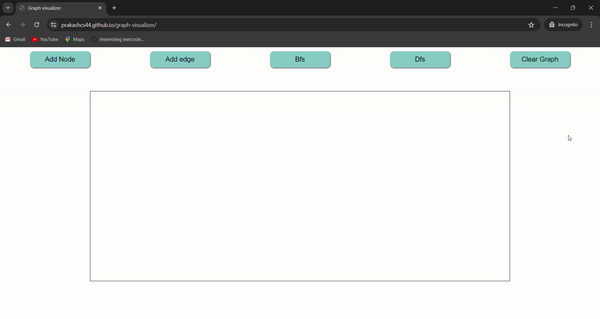 Graph visualizer
prakashcs44.github.io/graph-visualizer/
Incognito
Gmail YouTube Maps Interesting leetcode...
Add Node Add edge Bfs Dfs Clear Graph